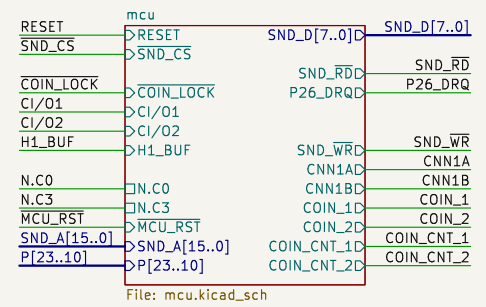 mcu
RESET RESET SND_D[7..0] SND_D[7..0]
SND_CS SND_CS
SND_RD SND_RD
COIN_LOCK COIN_LOCK P26_DRQ P26_DRQ
CI/O1 CI/O1
CI/O2 CI/O2
H1_BUF H1_BUF SND_WR SND_WR
CNN1A CNN1A
N.C0 N.C0 CNN1B CNN1B
N.C3 N.C3 COIN_1 COIN_1
MCU_RST MCU_RST COIN_2 COIN_2
SND_A[15..0] SND_A[15..0] COIN_CNT_1 COIN_CNT_1
P[23..10] P[23..10] COIN_CNT_2 COIN_CNT_2
File: mcu.kicad_sch